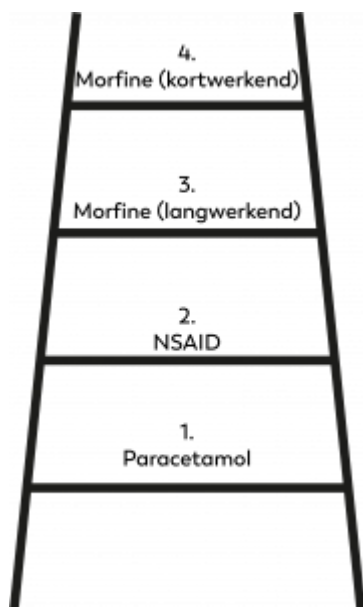 4.
Morfine (kortwerkend)
3.
Morfine (langwerkend)
2.
NSAID
1.
Paracetamol